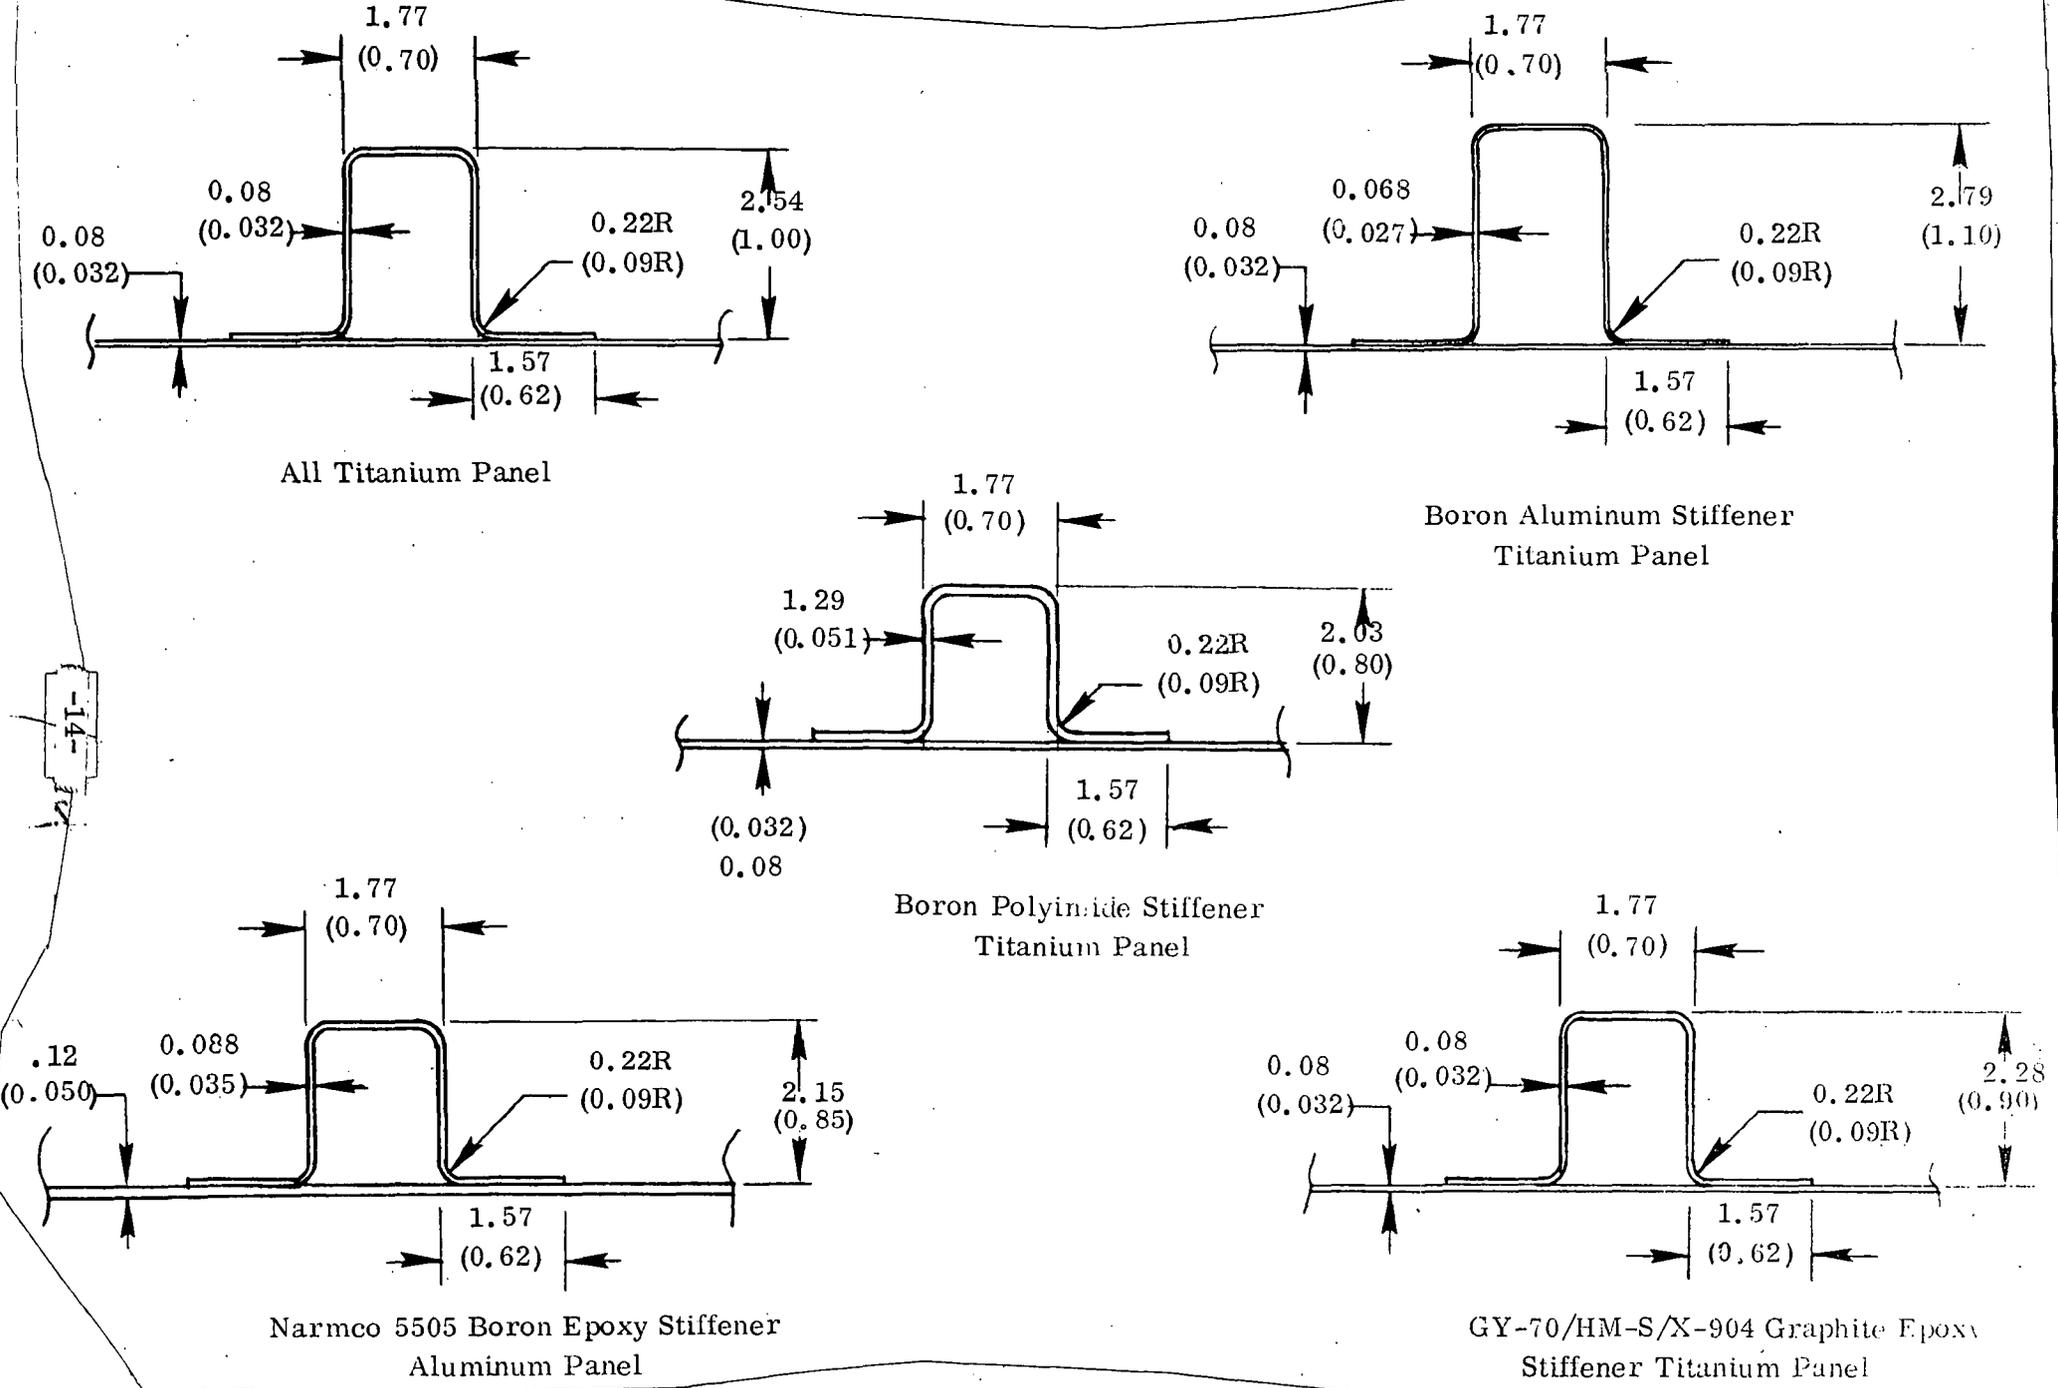 1.77
(0.70)
0.08
(0.032)
0.08
(0.032)
0.22R
(0.09R)
2.54
(1.00)
1.57
(0.62)
All Titanium Panel
1.77
(0.70)
0.068
(0.027)
0.08
(0.032)
0.22R
(0.09R)
2.79
(1.10)
1.57
(0.62)
Boron Aluminum Stiffener
Titanium Panel
1.77
(0.70)
1.29
(0.051)
0.22R
(0.09R)
2.03
(0.80)
(0.032)
0.08
1.57
(0.62)
Boron Polyimide Stiffener
Titanium Panel
-14-
1.77
(0.70)
.12
(0.050)
0.088
(0.035)
0.22R
(0.09R)
2.15
(0.85)
1.57
(0.62)
Narmco 5505 Boron Epoxy Stiffener
Aluminum Panel
1.77
(0.70)
0.08
(0.032)
0.08
(0.032)
0.22R
(0.09R)
2.28
(0.90)
1.57
(0.62)
GY-70/HM-S/X-904 Graphite Epoxy
Stiffener Titanium Panel